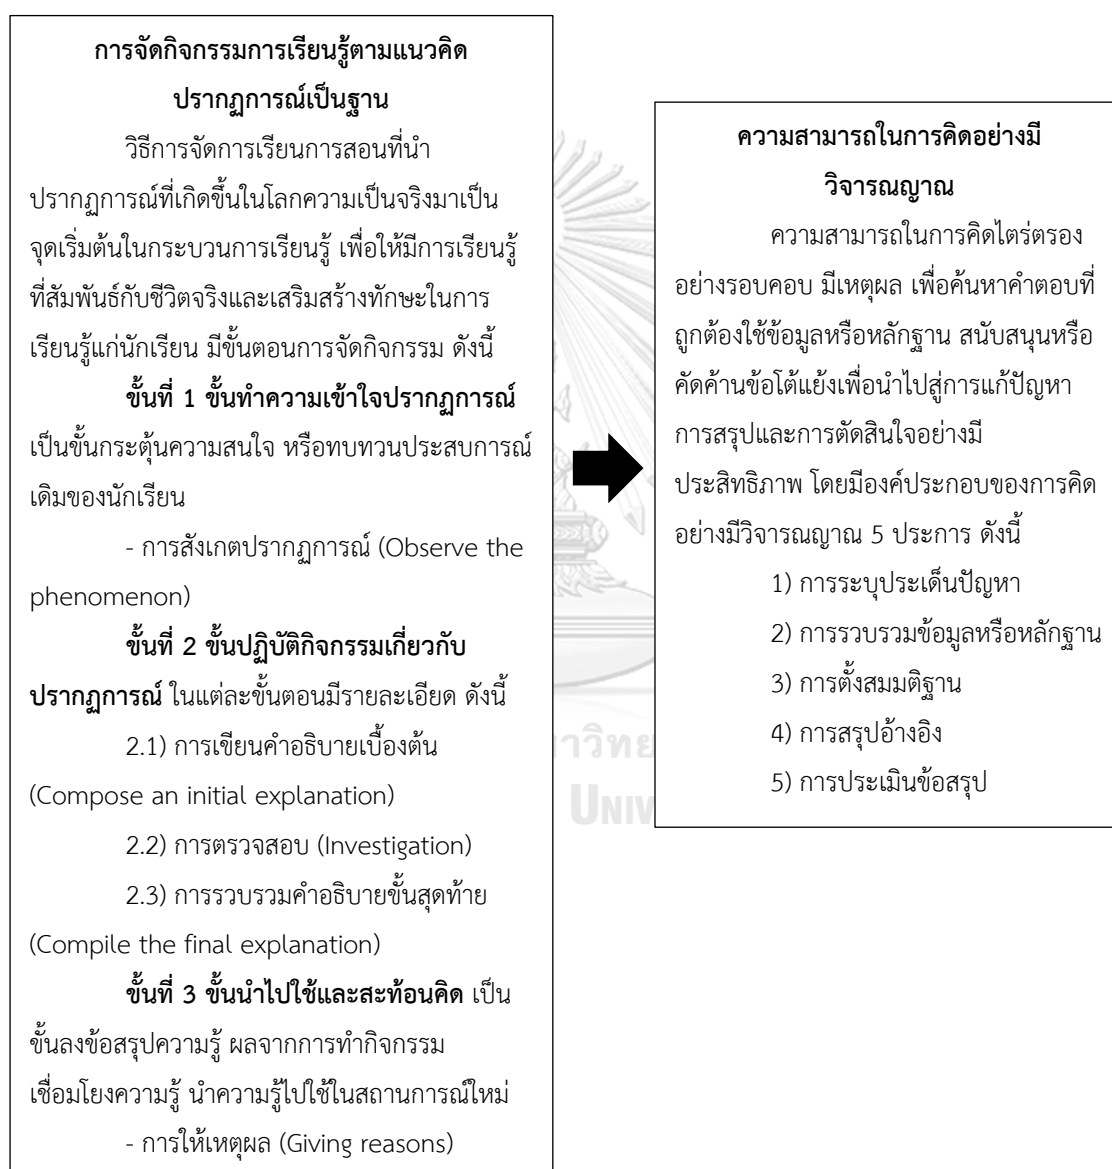 การจัดกิจกรรมการเรียนรู้ตามแนวคิด
ปรากฏการณ์เป็นฐาน
วิธีการจัดการเรียนการสอนที่นำ
ปรากฏการณ์ที่เกิดขึ้นในโลกความเป็นจริงมาเป็น
จุดเริ่มต้นในกระบวนการเรียนรู้ เพื่อให้มีการเรียนรู้
ที่สัมพันธ์กับชีวิตจริงและเสริมสร้างทักษะในการ
เรียนรู้แก่นักเรียน มีขั้นตอนการจัดกิจกรรม ดังนี้
ขั้นที่ 1 ขั้นทำความเข้าใจปรากฏการณ์
เป็นขั้นกระตุ้นความสนใจ หรือทบทวนประสบการณ์
เดิมของนักเรียน
- การสังเกตปรากฏการณ์ (Observe the
phenomenon)
ขั้นที่ 2 ขั้นปฏิบัติกิจกรรมเกี่ยวกับ
ปรากฏการณ์ ในแต่ละขั้นตอนมีรายละเอียด ดังนี้
2.1) การเขียนคำอธิบายเบื้องต้น
(Compose an initial explanation)
2.2) การตรวจสอบ (Investigation)
2.3) การรวบรวมคำอธิบายขั้นสุดท้าย
(Compile the final explanation)
ขั้นที่ 3 ขั้นนำไปใช้และสะท้อนคิด เป็น
ขั้นลงข้อสรุปความรู้ ผลจากการทำกิจกรรม
เชื่อมโยงความรู้ นำความรู้ไปใช้ในสถานการณ์ใหม่
- การให้เหตุผล (Giving reasons)
ความสามารถในการคิดอย่างมี
วิจารณญาณ
ความสามารถในการคิดไตร่ตรอง
อย่างรอบคอบ มีเหตุผล เพื่อค้นหาคำตอบที่
ถูกต้องใช้ข้อมูลหรือหลักฐาน สนับสนุนหรือ
คัดค้านข้อโต้แย้งเพื่อนำไปสู่การแก้ปัญหา
การสรุปและการตัดสินใจอย่างมี
ประสิทธิภาพ โดยมีองค์ประกอบของการคิด
อย่างมีวิจารณญาณ 5 ประการ ดังนี้
1) การระบุประเด็นปัญหา
2) การรวบรวมข้อมูลหรือหลักฐาน
3) การตั้งสมมติฐาน
4) การสรุปอ้างอิง
5) การประเมินข้อสรุป